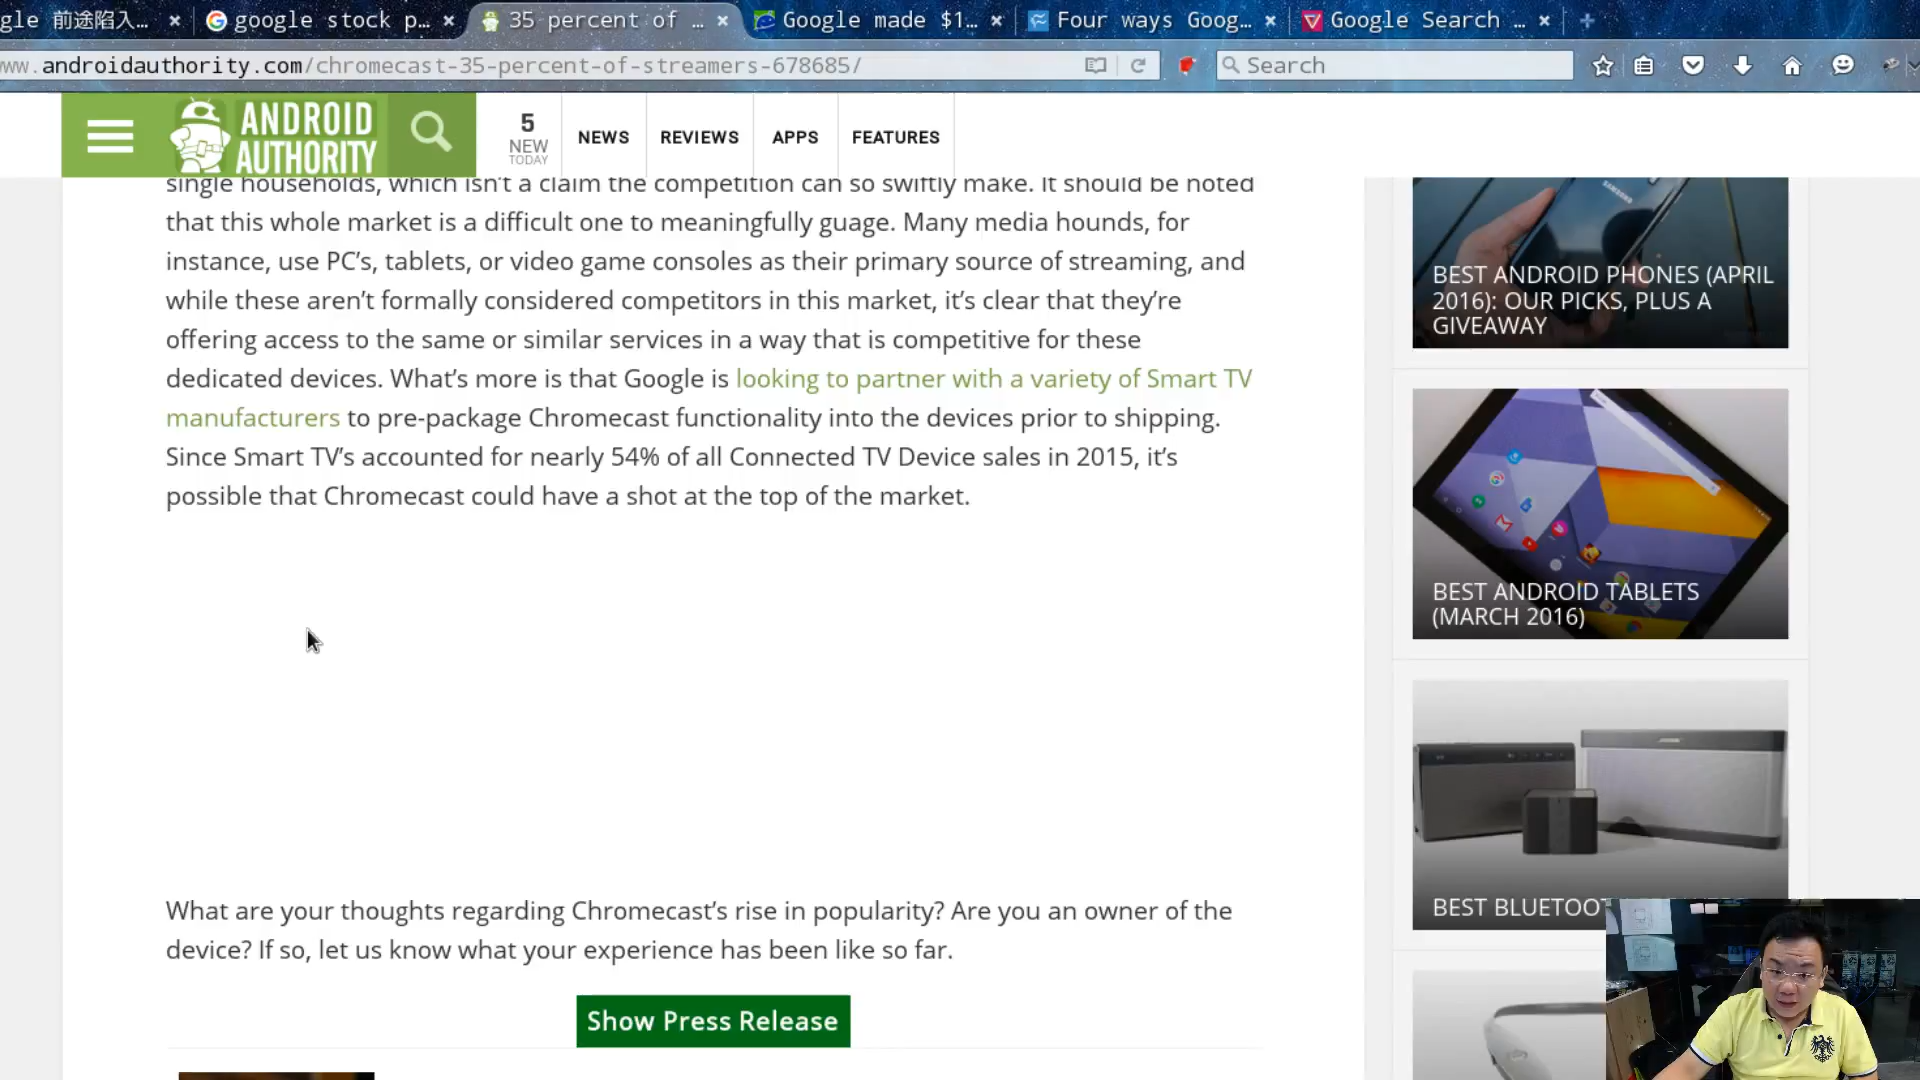 gle 前途陷入...
google stock p...
35 percent of ...
Google made $1...
Four ways Goog...
Google Search ...
ww.androidauthority.com/chromecast-35-percent-of-streamers-678685/
Search
ANDROID
AUTHORITY
5
NEW
TODAY
NEWS
REVIEWS
APPS
FEATURES
single households, which isn't a claim the competition can so swiftly make. It should be noted
that this whole market is a difficult one to meaningfully guage. Many media hounds, for
instance, use PC's, tablets, or video game consoles as their primary source of streaming, and
while these aren't formally considered competitors in this market, it's clear that they're
offering access to the same or similar services in a way that is competitive for these
dedicated devices. What's more is that Google is looking to partner with a variety of Smart TV
manufacturers to pre-package Chromecast functionality into the devices prior to shipping.
Since Smart TV's accounted for nearly 54% of all Connected TV Device sales in 2015, it's
possible that Chromecast could have a shot at the top of the market.
What are your thoughts regarding Chromecast's rise in popularity? Are you an owner of the
device? If so, let us know what your experience has been like so far.
Show Press Release
SAMSUNG
BEST ANDROID PHONES (APRIL
2016): OUR PICKS, PLUS A
GIVEAWAY
BEST ANDROID TABLETS
(MARCH 2016)
BEST BLUETOO